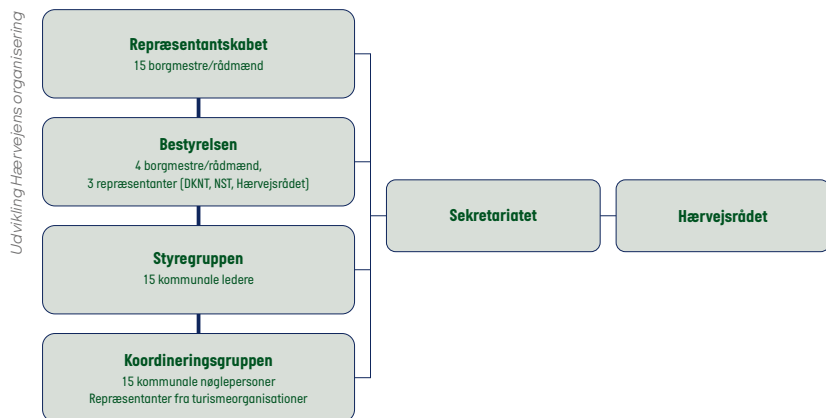 Udvikling Hærvejens organisering
Repræsentantskabet
15 borgmestre/rådmænd
Bestyrelsen
4 borgmestre/rådmænd,
3 repræsentanter (DKNT, NST, Hærvejsrådet)
Styregruppen
15 kommunale ledere
Koordineringsgruppen
15 kommunale nøglepersoner
Repræsentanter fra turismeorganisationer
Sekretariatet
Hærvejsrådet